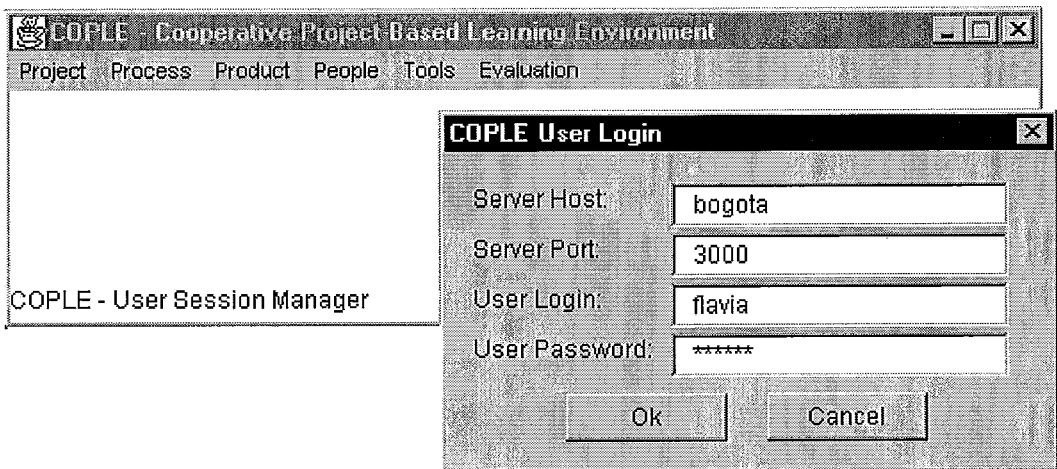 COPLE - Cooperative Project-Based Learning Environment
Project Process Product People Tools Evaluation
COPLE User Login
Server Host: bogota
Server Port: 3000
COPLE - User Session Manager
User Login: flavia
User Password: ******
Ok Cancel